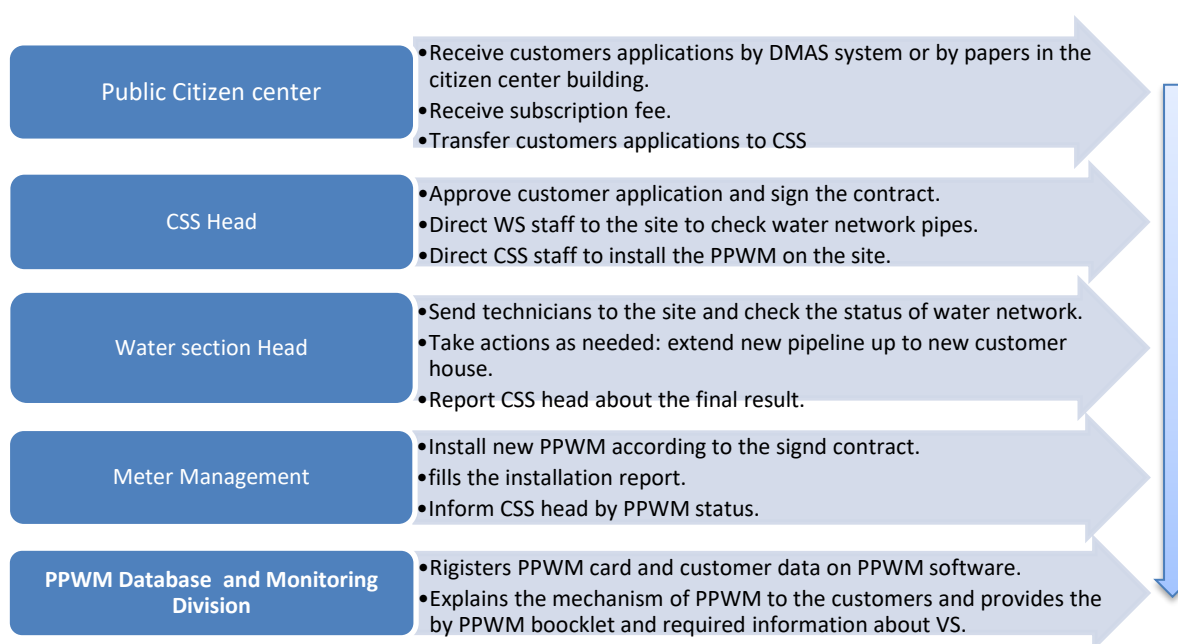 Public Citizen center
•Receive customers applications by DMAS system or by papers in the
citizen center building.
•Receive subscription fee.
•Transfer customers applications to CSS
CSS Head
•Approve customer application and sign the contract.
•Direct WS staff to the site to check water network pipes.
•Direct CSS staff to install the PPWM on the site.
Water section Head
•Send technicians to the site and check the status of water network.
•Take actions as needed: extend new pipeline up to new customer
house.
•Report CSS head about the final result.
Meter Management
•Install new PPWM according to the signd contract.
•fills the installation report.
•Inform CSS head by PPWM status.
PPWM Database and Monitoring
Division
•Rigisters PPWM card and customer data on PPWM software.
•Explains the mechanism of PPWM to the customers and provides the
by PPWM boocklet and required information about VS.